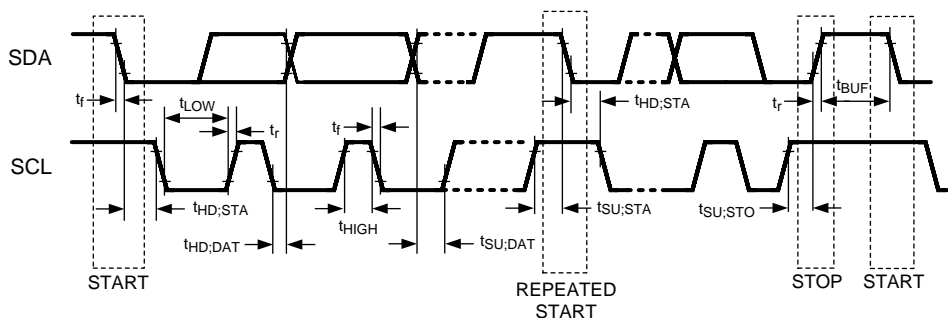 SDA
t_f
t_LOW
t_r
t_f
t_HD;STA
t_r
t_BUF
SCL
t_HD;STA
t_HD;DAT
t_HIGH
t_SU;DAT
t_SU;STA
t_SU;STO
START
REPEATED
START
STOP
START